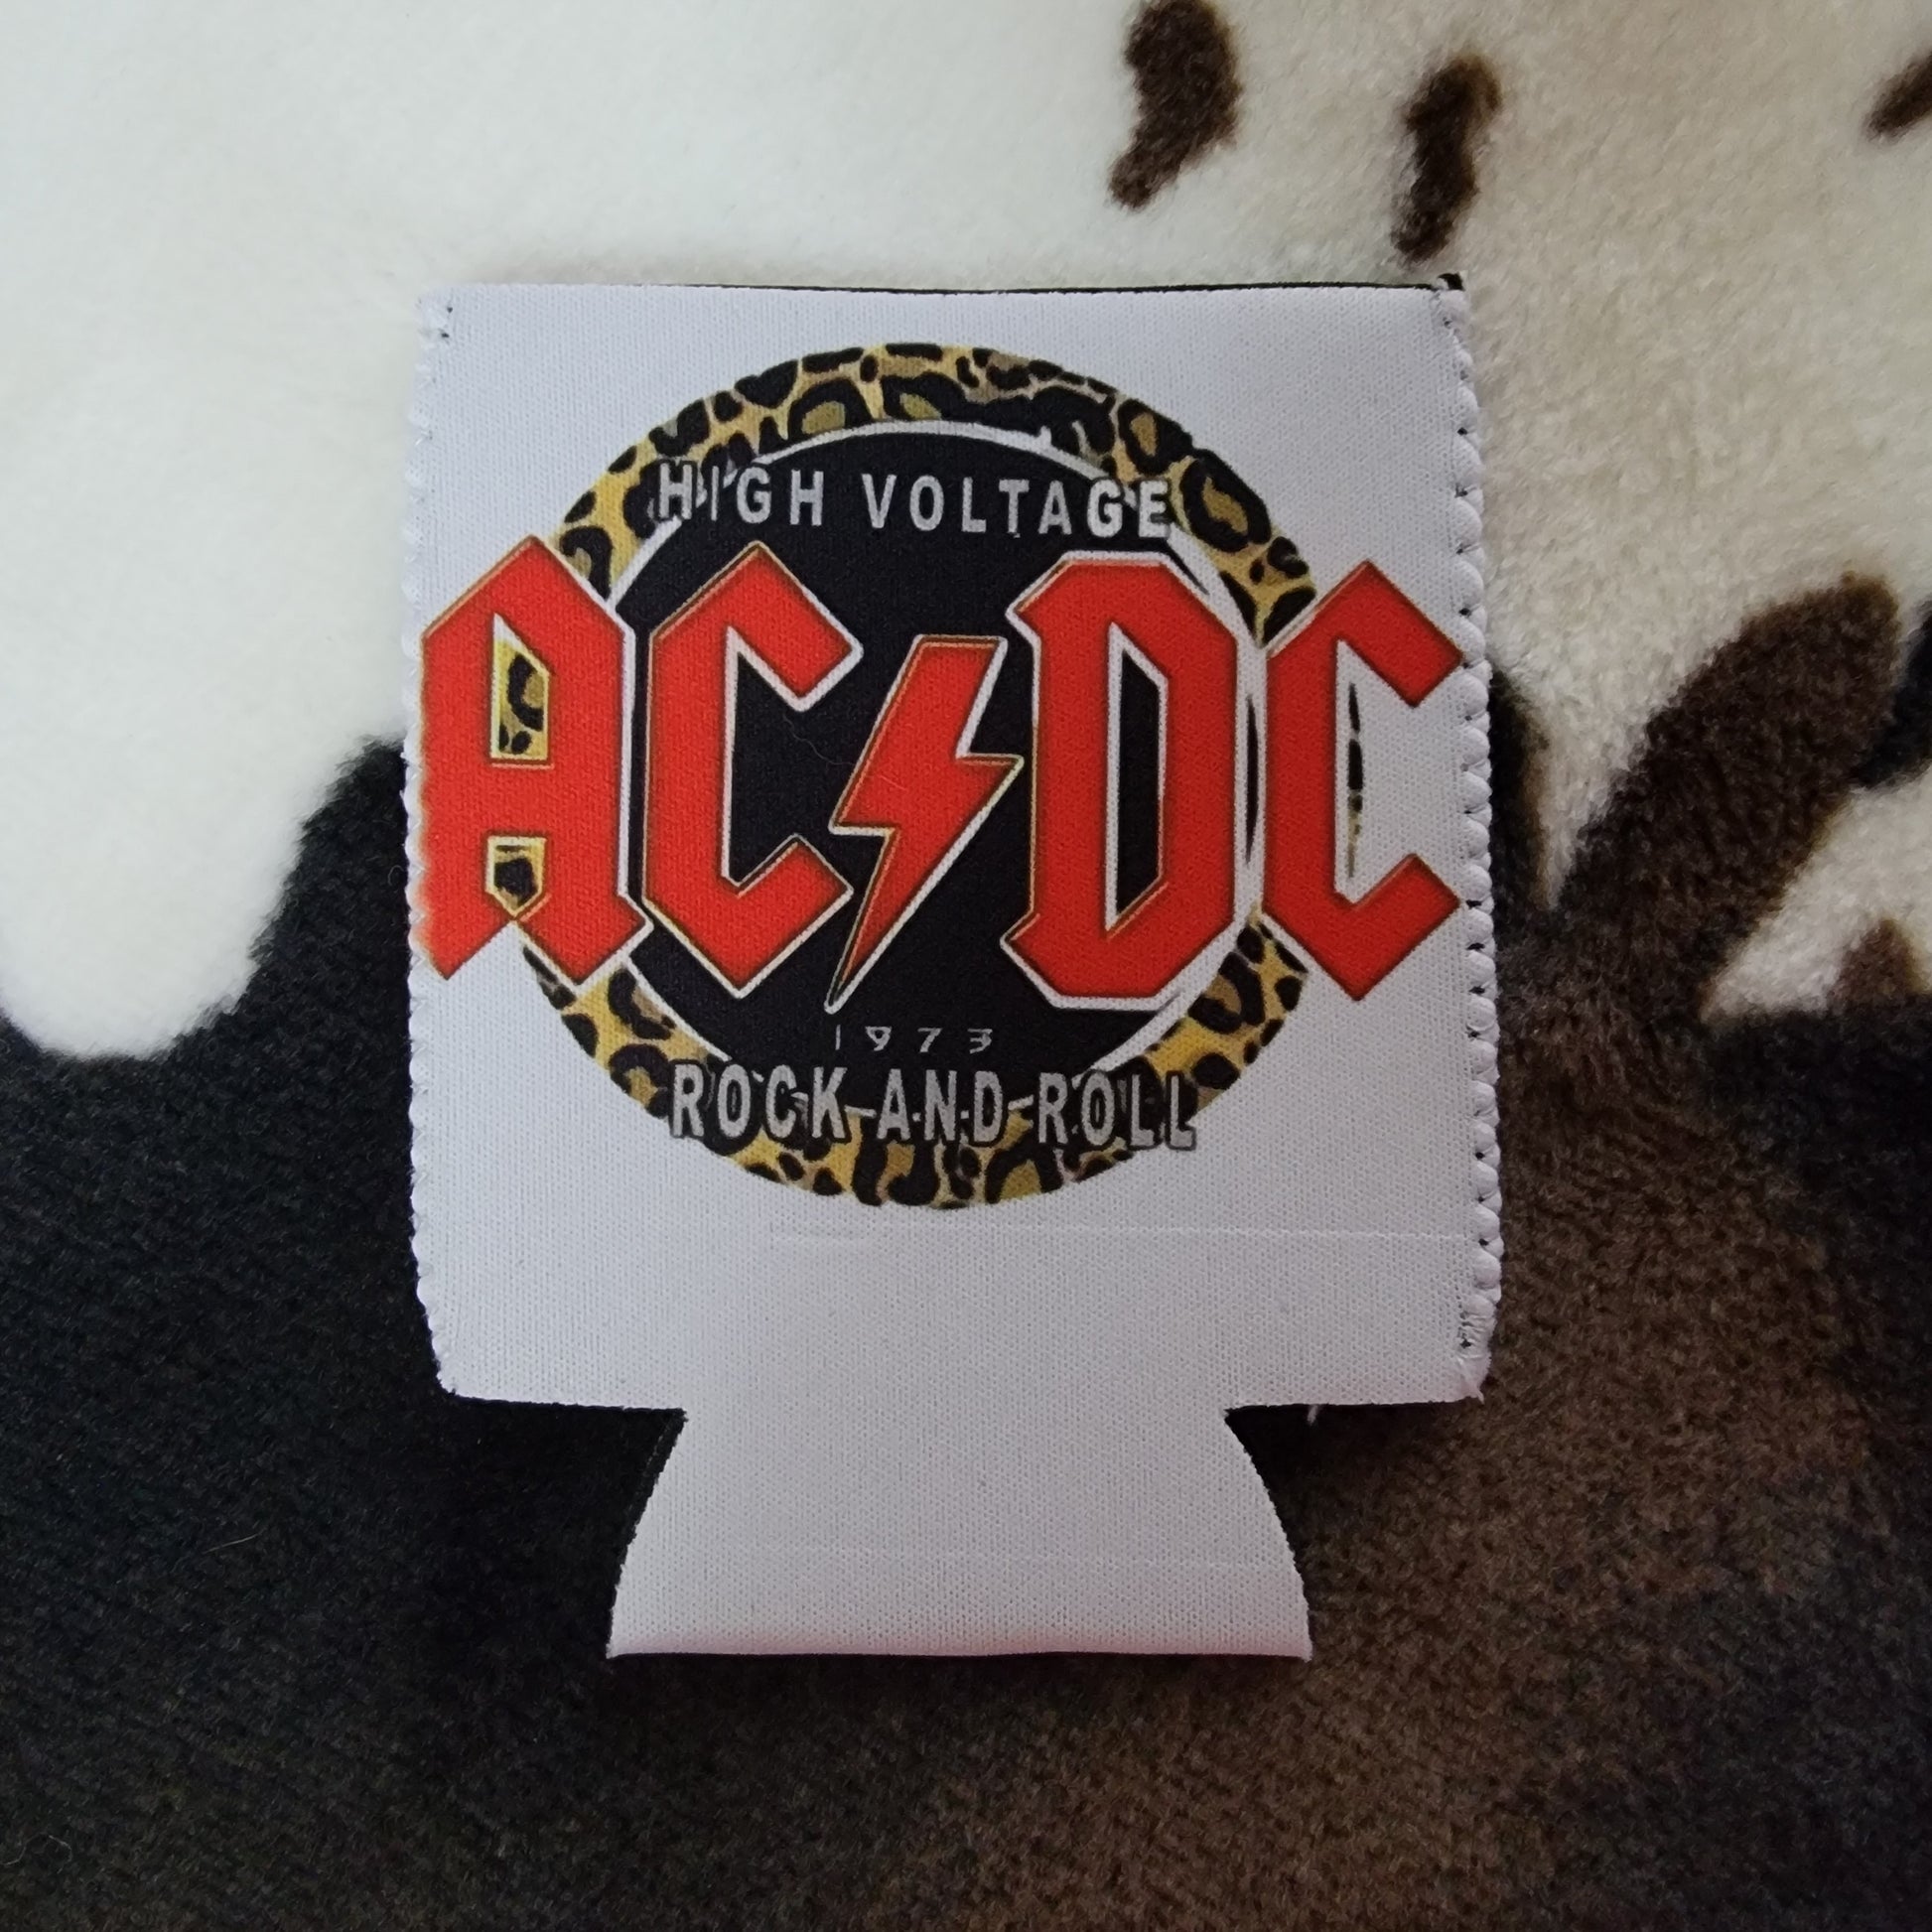 HIGH VOLTAGE
AC⚡DC
1973
ROCK AND ROLL